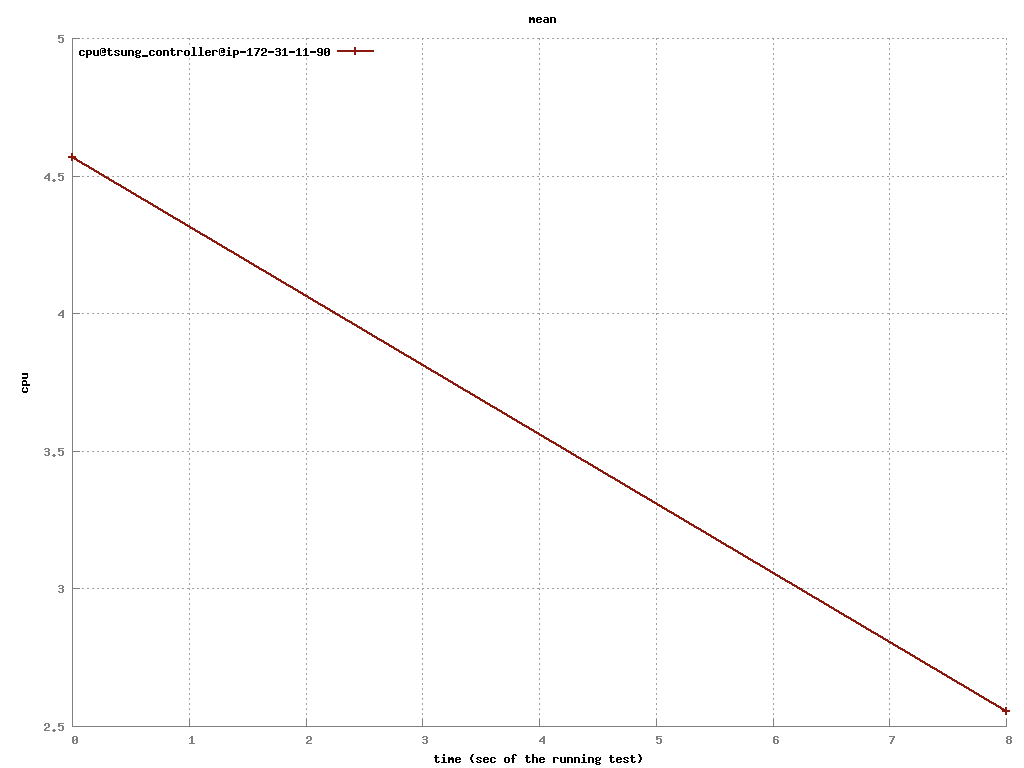 mean
cpu@tsung_controller@ip-172-31-11-90
5
4.5
4
3.5
3
2.5
cpu
0 1 2 3 4 5 6 7 8
time (sec of the running test)